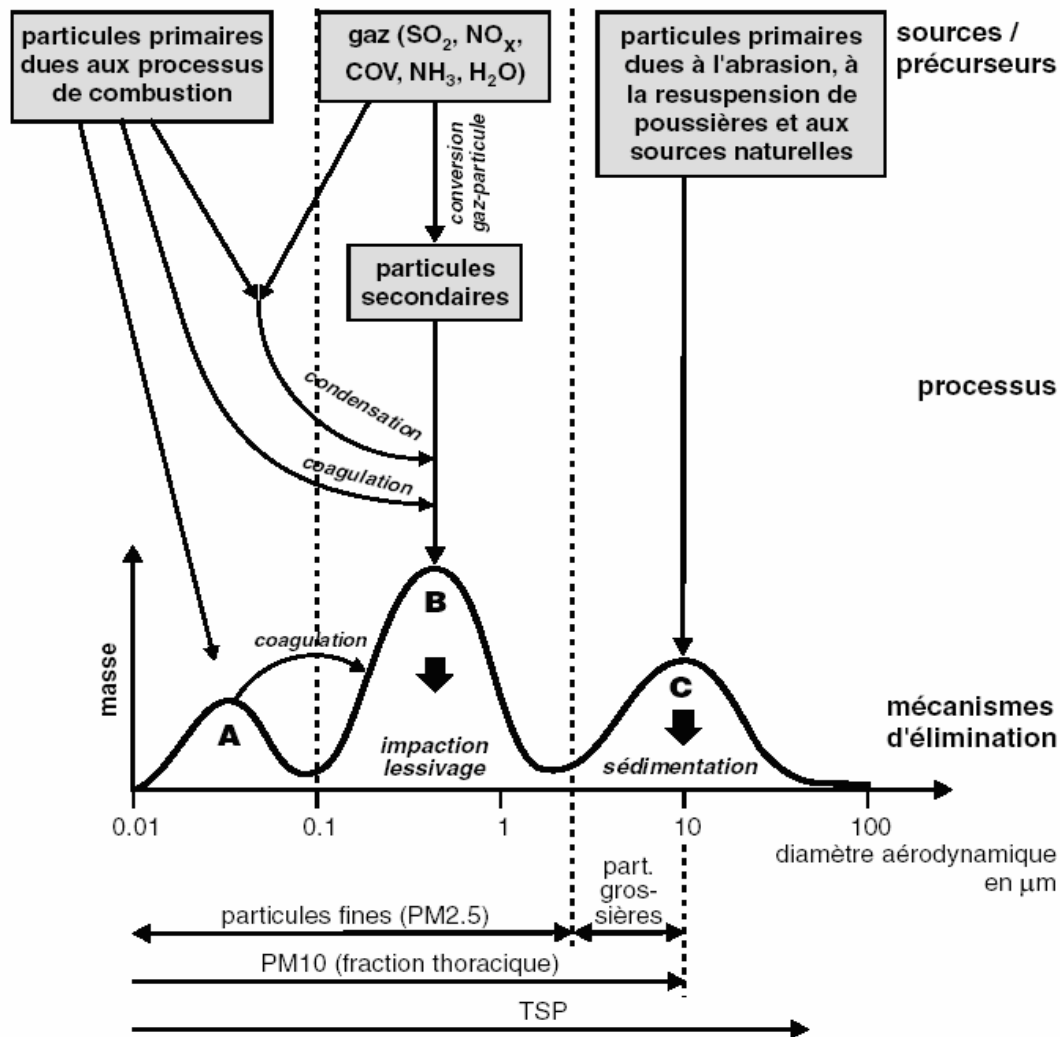 particules primaires
dues aux processus
de combustion
gaz (SO₂, NOₓ,
COV, NH₃, H₂O)
particules primaires
dues à l'abrasion, à
la resuspension de
poussières et aux
sources naturelles
sources /
précurseurs
conversion
gaz-particule
particules
secondaires
condensation
coagulation
processus
masse
coagulation
A
B
C
impaction
lessivage
sédimentation
mécanismes
d'élimination
0.01
0.1
1
10
100
diamètre aérodynamique
en µm
part.
gros-
sières
particules fines (PM2.5)
PM10 (fraction thoracique)
TSP